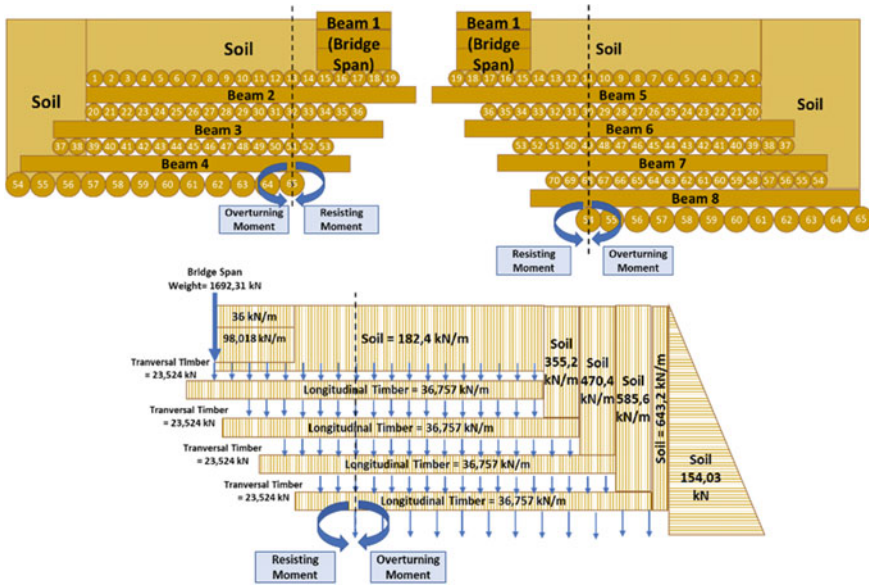 Beam 1
(Bridge
Span)
Soil
Soil
1 2 3 4 5 6 7 8 9 10 11 12 13 14 15 16 17 18 19
Beam 2
20 21 22 23 24 25 26 27 28 29 30 31 32 33 34 35 36
Beam 3
37 38 39 40 41 42 43 44 45 46 47 48 49 50 52 53
Beam 4
54 55 56 57 58 59 60 61 62 63 64 65
Overturning
Moment
Resisting
Moment
Beam 1
(Bridge
Span)
Soil
Soil
19 18 17 16 15 14 13 12 10 9 8 7 6 5 4 3 2 1
Beam 5
36 35 34 33 32 31 29 28 27 26 25 24 23 22 21 20
Beam 6
53 52 51 50 49 47 46 45 44 43 42 41 40 39 38 37
Beam 7
70 69 67 66 65 64 63 62 61 60 59 58 57 56 55 54
Beam 8
55 56 57 58 59 60 61 62 63 64 65
Resisting
Moment
Overturning
Moment
Bridge Span
Weight= 1692,31 kN
36 kN/m
98,018 kN/m
Soil = 182,4 kN/m
Soil
355,2
kN/m
Soil
470,4
kN/m
Soil
585,6
kN/m
Soil = 643,2 kN/m
Soil
154,03
kN
Tranversal Timber
= 23,524 kN
Longitudinal Timber = 36,757 kN/m
Tranversal Timber
= 23,524 kN
Longitudinal Timber = 36,757 kN/m
Tranversal Timber
= 23,524 kN
Longitudinal Timber = 36,757 kN/m
Tranversal Timber
= 23,524 kN
Longitudinal Timber = 36,757 kN/m
Resisting
Moment
Overturning
Moment